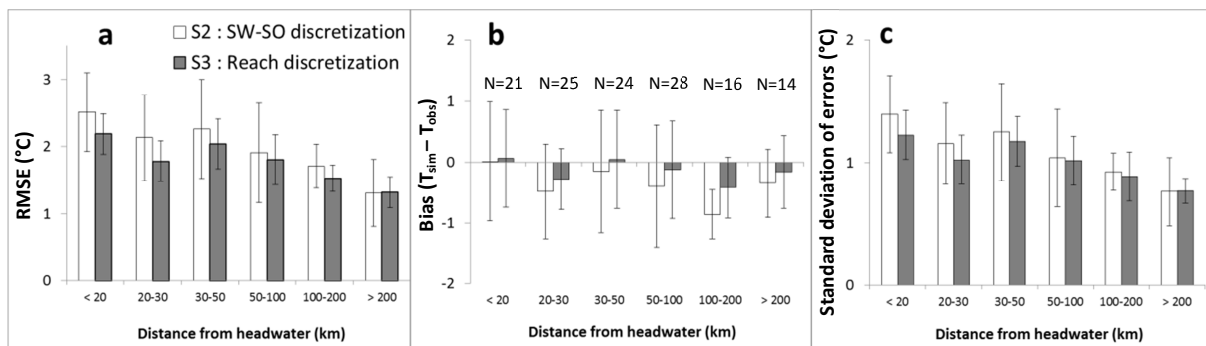 a
S2 : SW-SO discretization
S3 : Reach discretization
RMSE (°C)
3
2
1
0
< 20 20-30 30-50 50-100 100-200 > 200
Distance from headwater (km)
b
Bias (Tsim – Tobs)
2
1
0
-1
-2
N=21 N=25 N=24 N=28 N=16 N=14
< 20 20-30 30-50 50-100 100-200 > 200
Distance from headwater (km)
c
Standard deviation of errors (°C)
2
1
0
< 20 20-30 30-50 50-100 100-200 > 200
Distance from headwater (km)